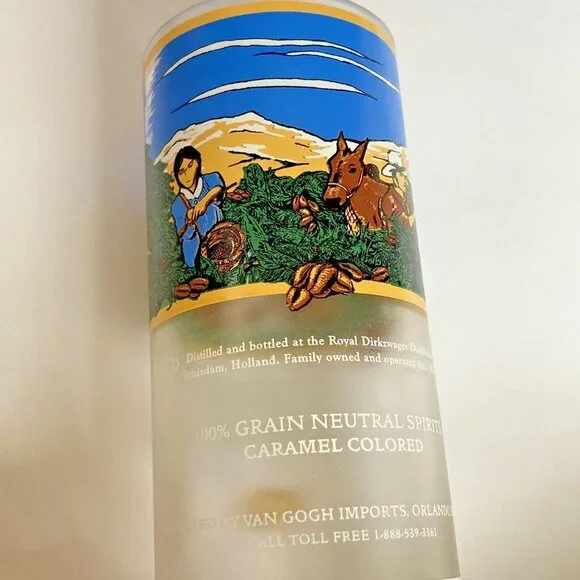 Distilled and bottled at the Royal Dirkzwager
Holland. Family owned and operated
100% GRAIN NEUTRAL SPIRITS
CARAMEL COLORED
BY VAN GOGH IMPORTS, ORLANDO
CALL TOLL FREE 1-888-539-3361